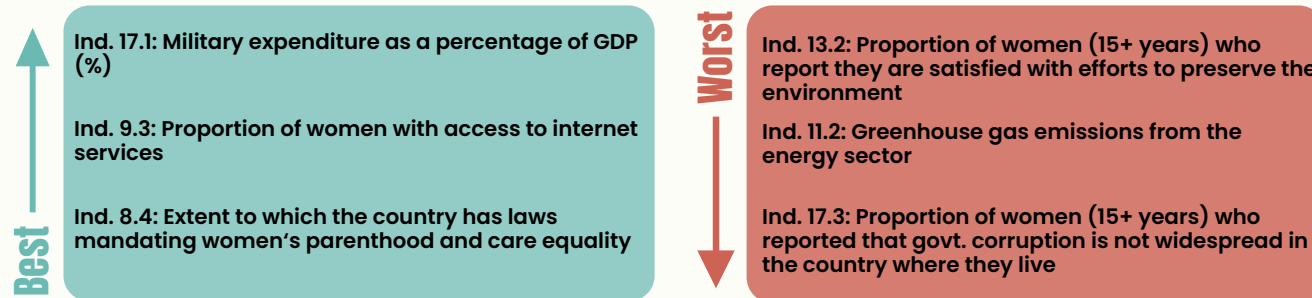 Best
Ind. 17.1: Military expenditure as a percentage of GDP
(%)
Ind. 9.3: Proportion of women with access to internet
services
Ind. 8.4: Extent to which the country has laws
mandating women‘s parenthood and care equality
Worst
Ind. 13.2: Proportion of women (15+ years) who
report they are satisfied with efforts to preserve the
environment
Ind. 11.2: Greenhouse gas emissions from the
energy sector
Ind. 17.3: Proportion of women (15+ years) who
reported that govt. corruption is not widespread in
the country where they live